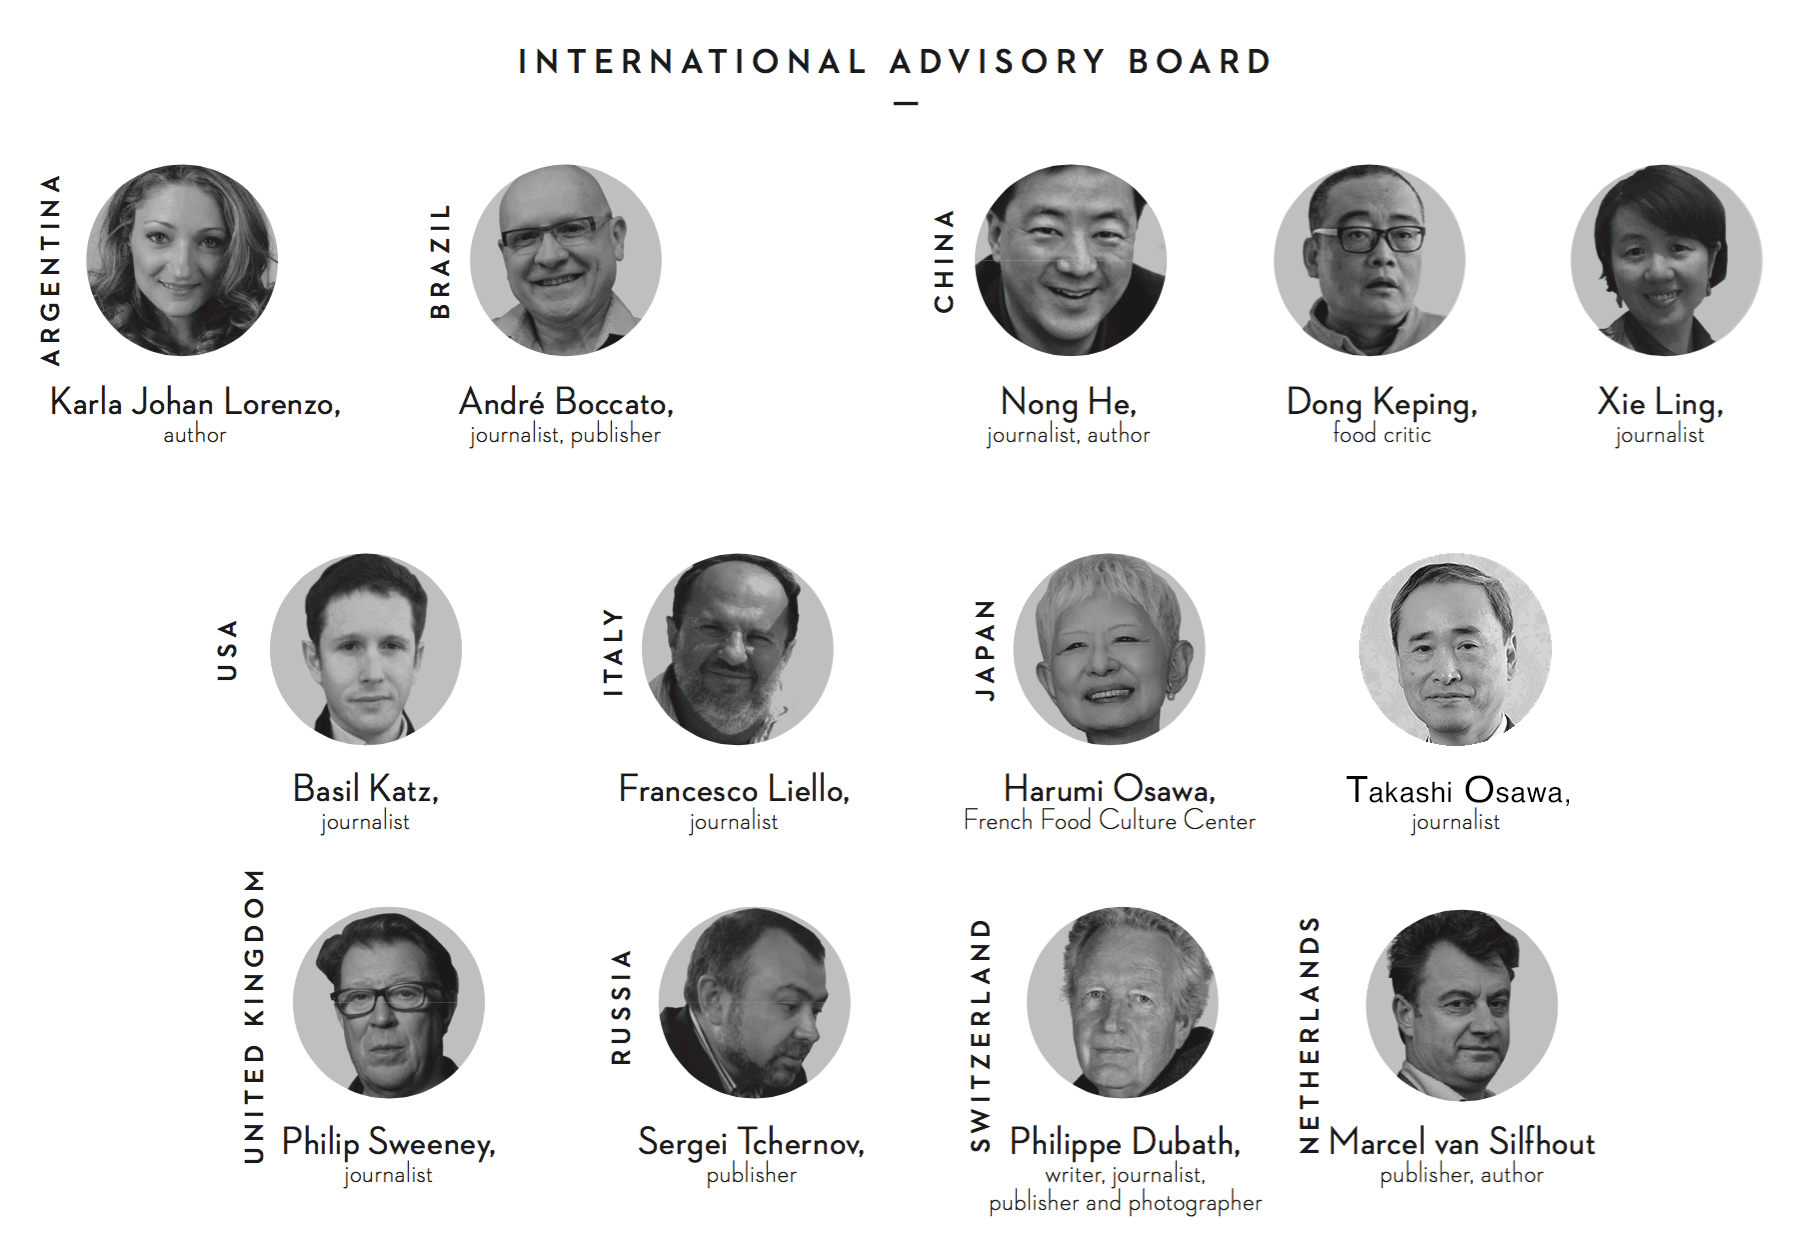 INTERNATIONAL ADVISORY BOARD
ARGENTINA
Karla Johan Lorenzo,
author
BRAZIL
André Boccato,
journalist, publisher
CHINA
Nong He,
journalist, author
Dong Keping,
food critic
Xie Ling,
journalist
USA
Basil Katz,
journalist
ITALY
Francesco Liello,
journalist
JAPAN
Harumi Osawa,
French Food Culture Center
Takashi Osawa,
journalist
UNITED KINGDOM
Philip Sweeney,
journalist
RUSSIA
Sergei Tchernov,
publisher
SWITZERLAND
Philippe Dubath,
writer, journalist,
publisher and photographer
NETHERLANDS
Marcel van Silfhout
publisher, author